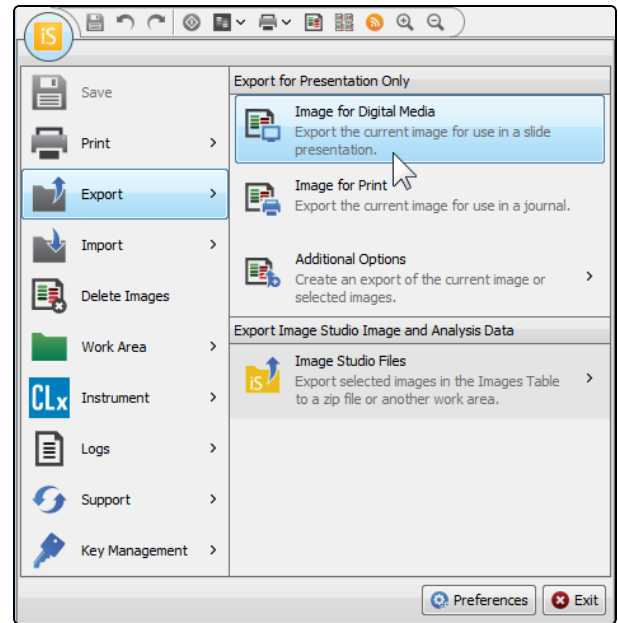 iS
Save
Print
Export
Import
Delete Images
Work Area
CLx
Instrument
Logs
Support
Key Management
Export for Presentation Only
Image for Digital Media
Export the current image for use in a slide
presentation.
Image for Print
Export the current image for use in a journal.
Additional Options
Create an export of the current image or
selected images.
Export Image Studio Image and Analysis Data
iS
Image Studio Files
Export selected images in the Images Table
to a zip file or another work area.
Preferences
Exit